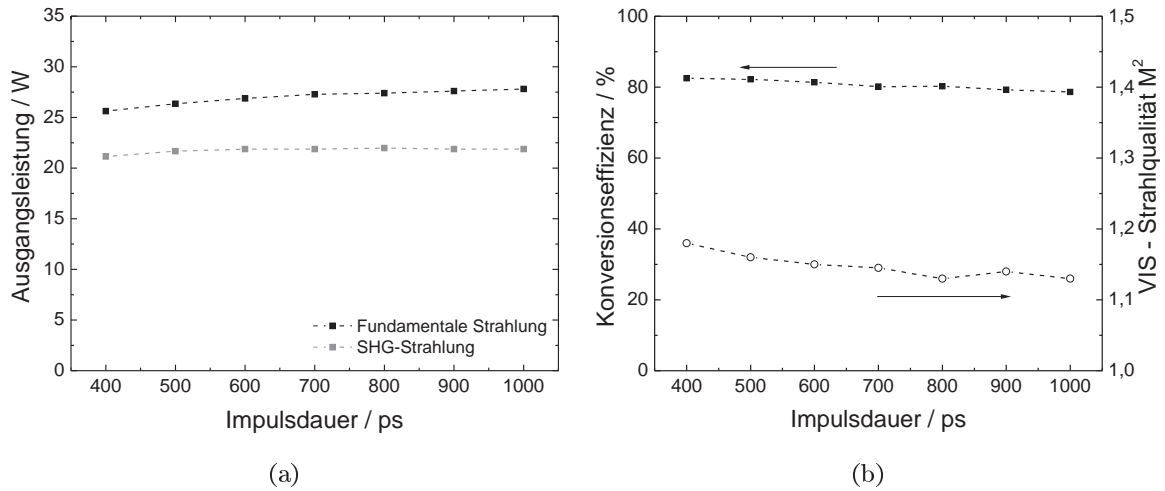 35
30
25
20
15
10
5
0
Ausgangsleistung / W
Fundamentale Strahlung
SHG-Strahlung
400 500 600 700 800 900 1000
Impulsdauer / ps
(a)
100
80
60
40
20
0
Konversionseffizienz / %
1,5
1,4
1,3
1,2
1,1
1,0
VIS - Strahlqualität M²
400 500 600 700 800 900 1000
Impulsdauer / ps
(b)